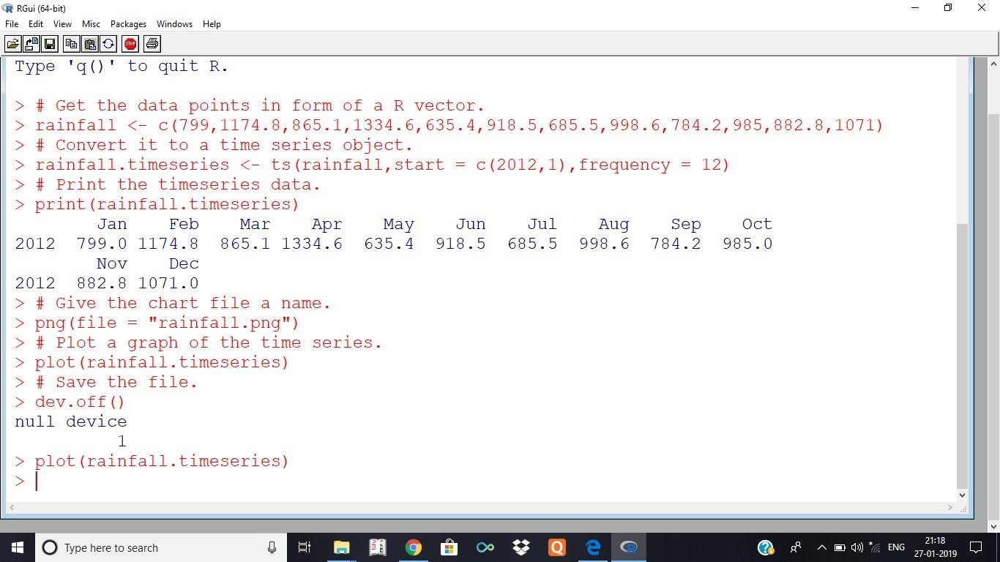 RGui (64-bit)
File Edit View Misc Packages Windows Help
STOP
Type 'q()' to quit R.
> # Get the data points in form of a R vector.
> rainfall <- c(799,1174.8,865.1,1334.6,635.4,918.5,685.5,998.6,784.2,985,882.8,1071)
> # Convert it to a time series object.
> rainfall.timeseries <- ts(rainfall,start = c(2012,1),frequency = 12)
> # Print the timeseries data.
> print(rainfall.timeseries)
Jan Feb Mar Apr May Jun Jul Aug Sep Oct
2012 799.0 1174.8 865.1 1334.6 635.4 918.5 685.5 998.6 784.2 985.0
Nov Dec
2012 882.8 1071.0
> # Give the chart file a name.
> png(file = "rainfall.png")
> # Plot a graph of the time series.
> plot(rainfall.timeseries)
> # Save the file.
> dev.off()
null device
1
> plot(rainfall.timeseries)
>
Type here to search
ENG
21:18
27-01-2019